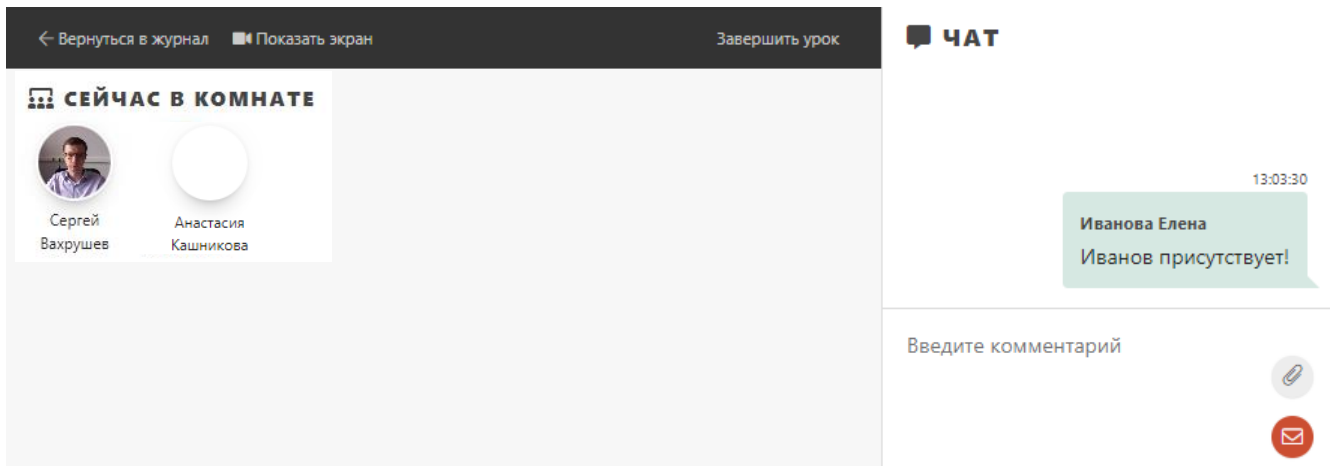 Вернуться в журнал Показать экран Завершить урок
СЕЙЧАС В КОМНАТЕ
Сергей
Вахрушев
Анастасия
Кашникова
ЧАТ
13:03:30
Иванова Елена
Иванов присутствует!
Введите комментарий